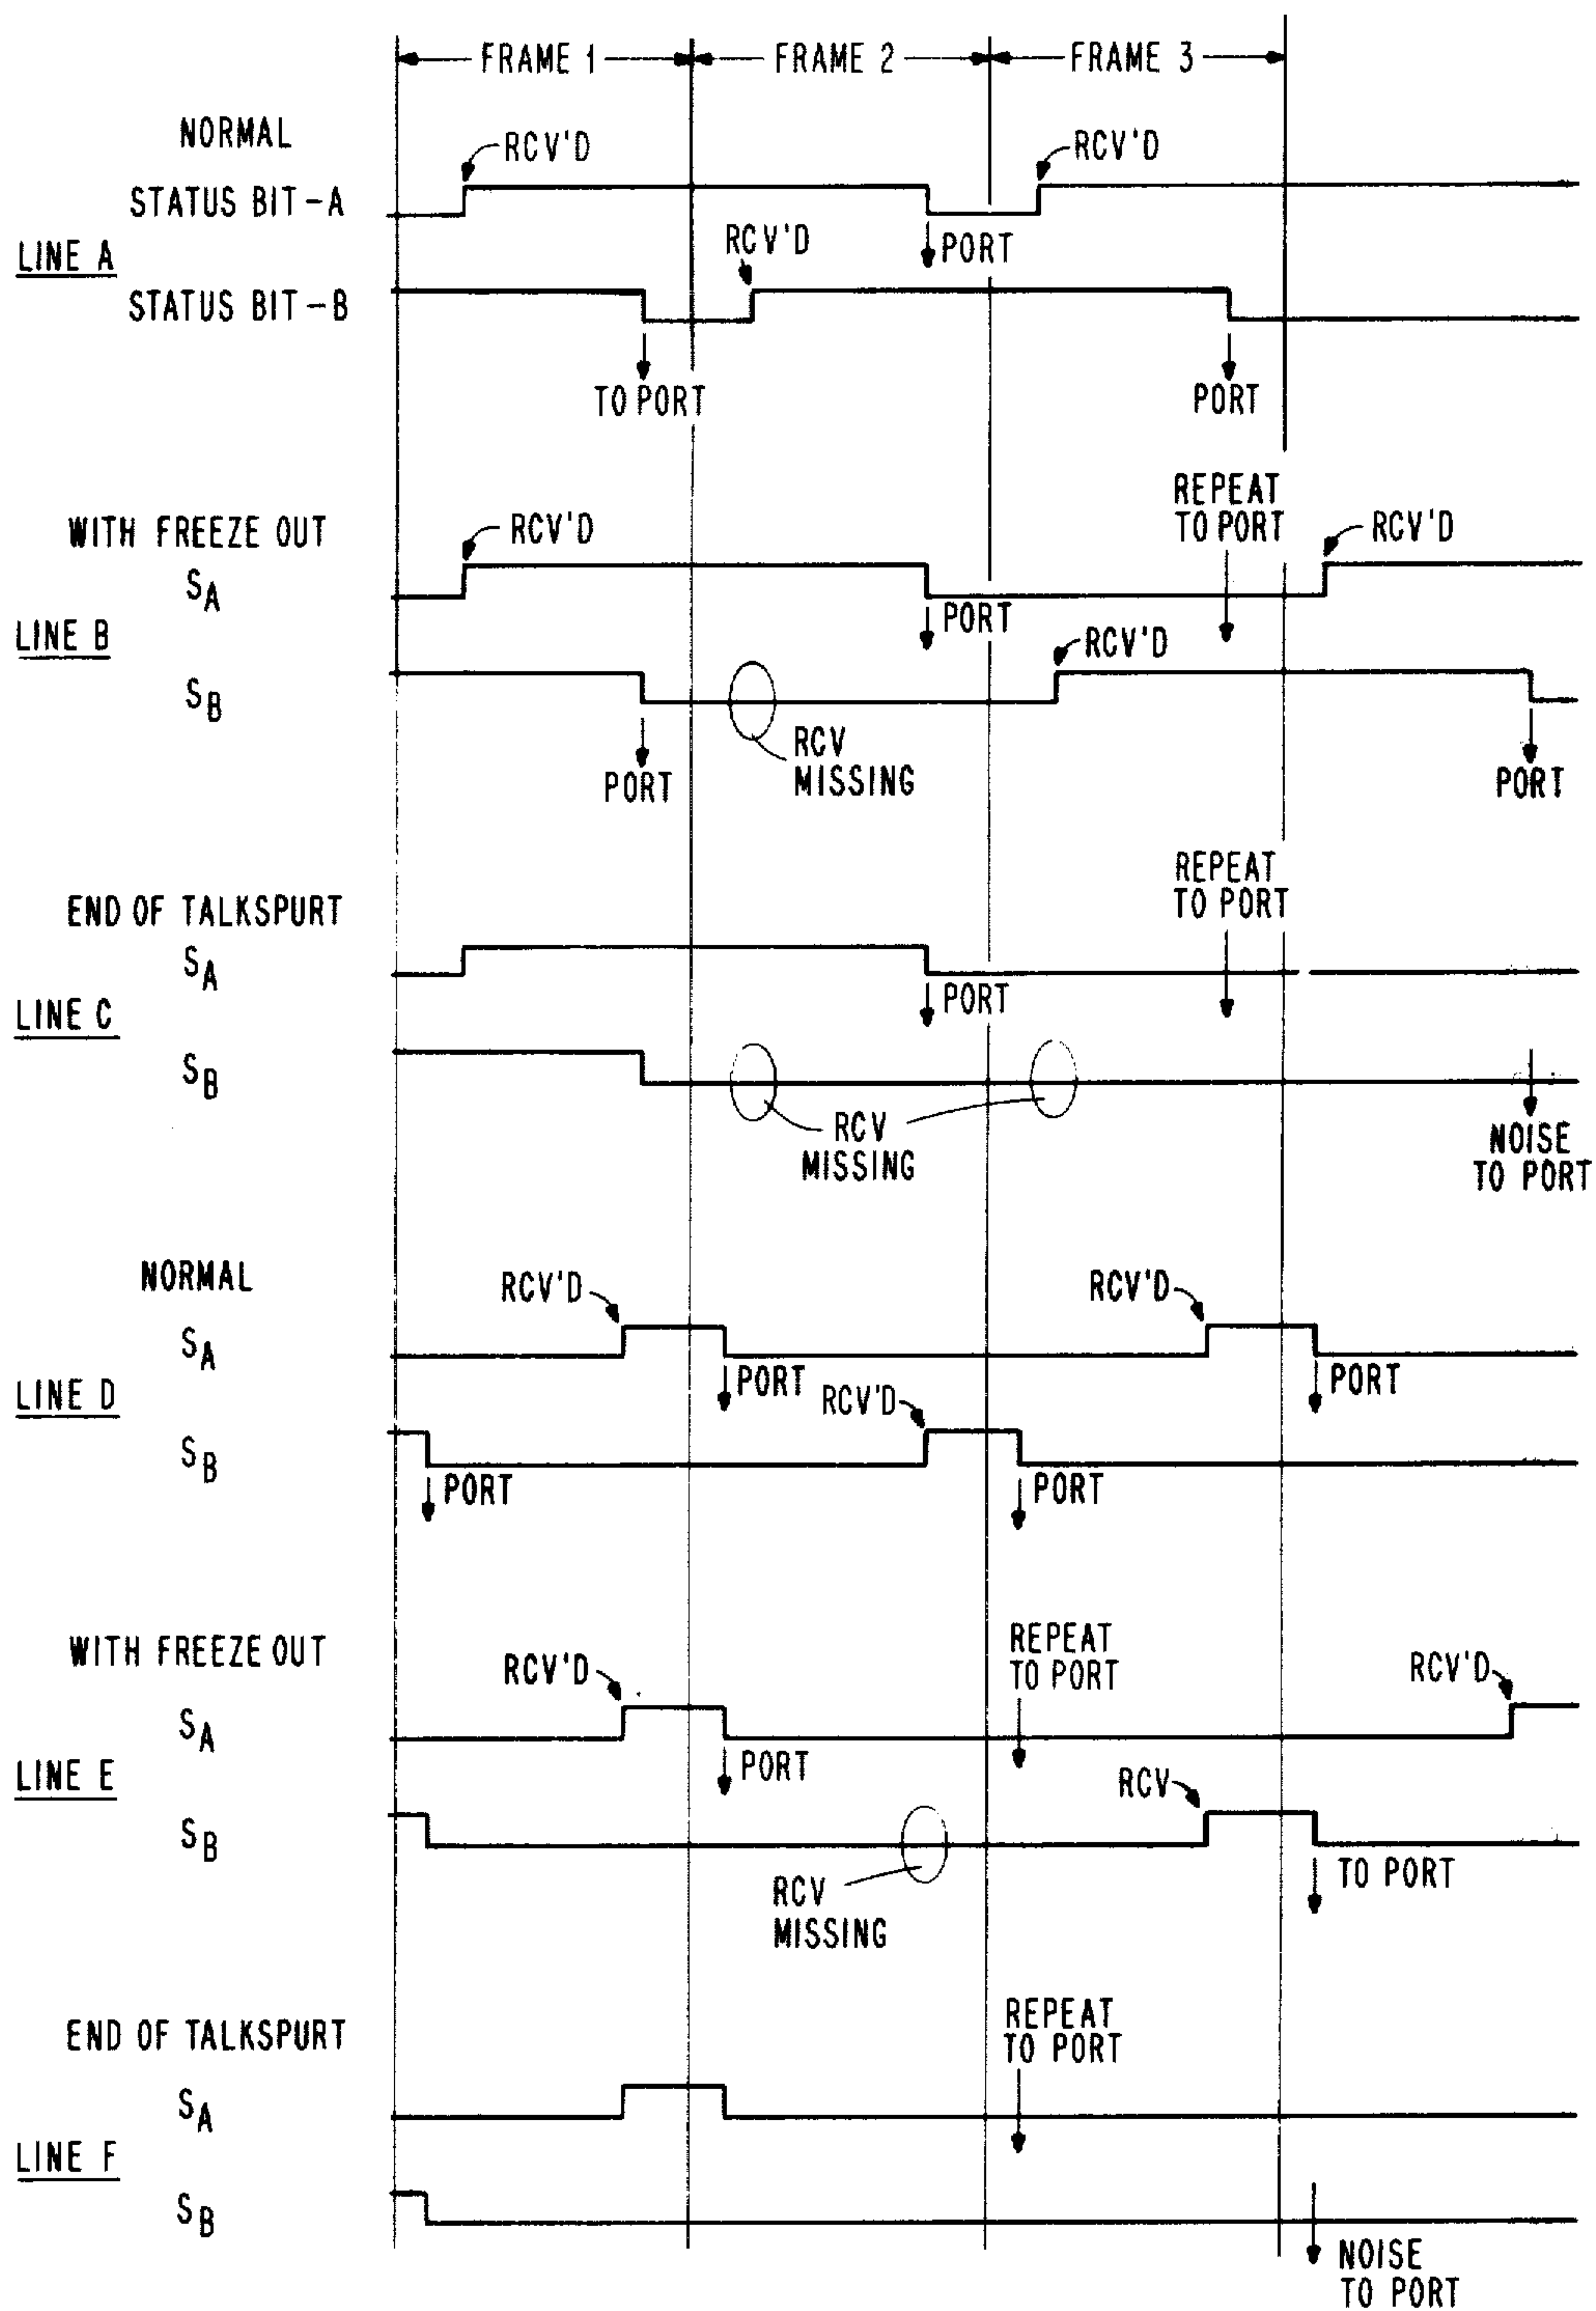 FRAME 1 FRAME 2 FRAME 3
NORMAL
RCV'D RCV'D
STATUS BIT-A
LINE A
RCV'D PORT
STATUS BIT-B
TO PORT PORT
WITH FREEZE OUT
RCV'D
REPEAT
TO PORT
RCV'D
SA
LINE B
PORT
RCV'D
SB
RCV
MISSING
PORT
PORT
END OF TALKSPURT
REPEAT
TO PORT
SA
LINE C
PORT
SB
RCV
MISSING
NOISE
TO PORT
NORMAL
RCV'D RCV'D
SA
LINE D
PORT RCV'D PORT
SB
PORT PORT
WITH FREEZE OUT
RCV'D
REPEAT
TO PORT
RCV'D
SA
LINE E
PORT RCV
SB
RCV
MISSING
TO PORT
END OF TALKSPURT
REPEAT
TO PORT
SA
LINE F
SB
NOISE
TO PORT